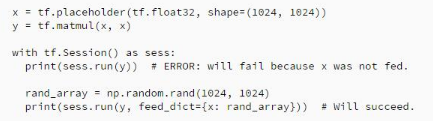 x = tf.placeholder(tf.float32, shape=(1024, 1024))
y = tf.matmul(x, x)
with tf.Session() as sess:
print(sess.run(y)) # ERROR: will fail because x was not fed.
rand_array = np.random.rand(1024, 1024)
print(sess.run(y, feed_dict={x: rand_array})) # Will succeed.